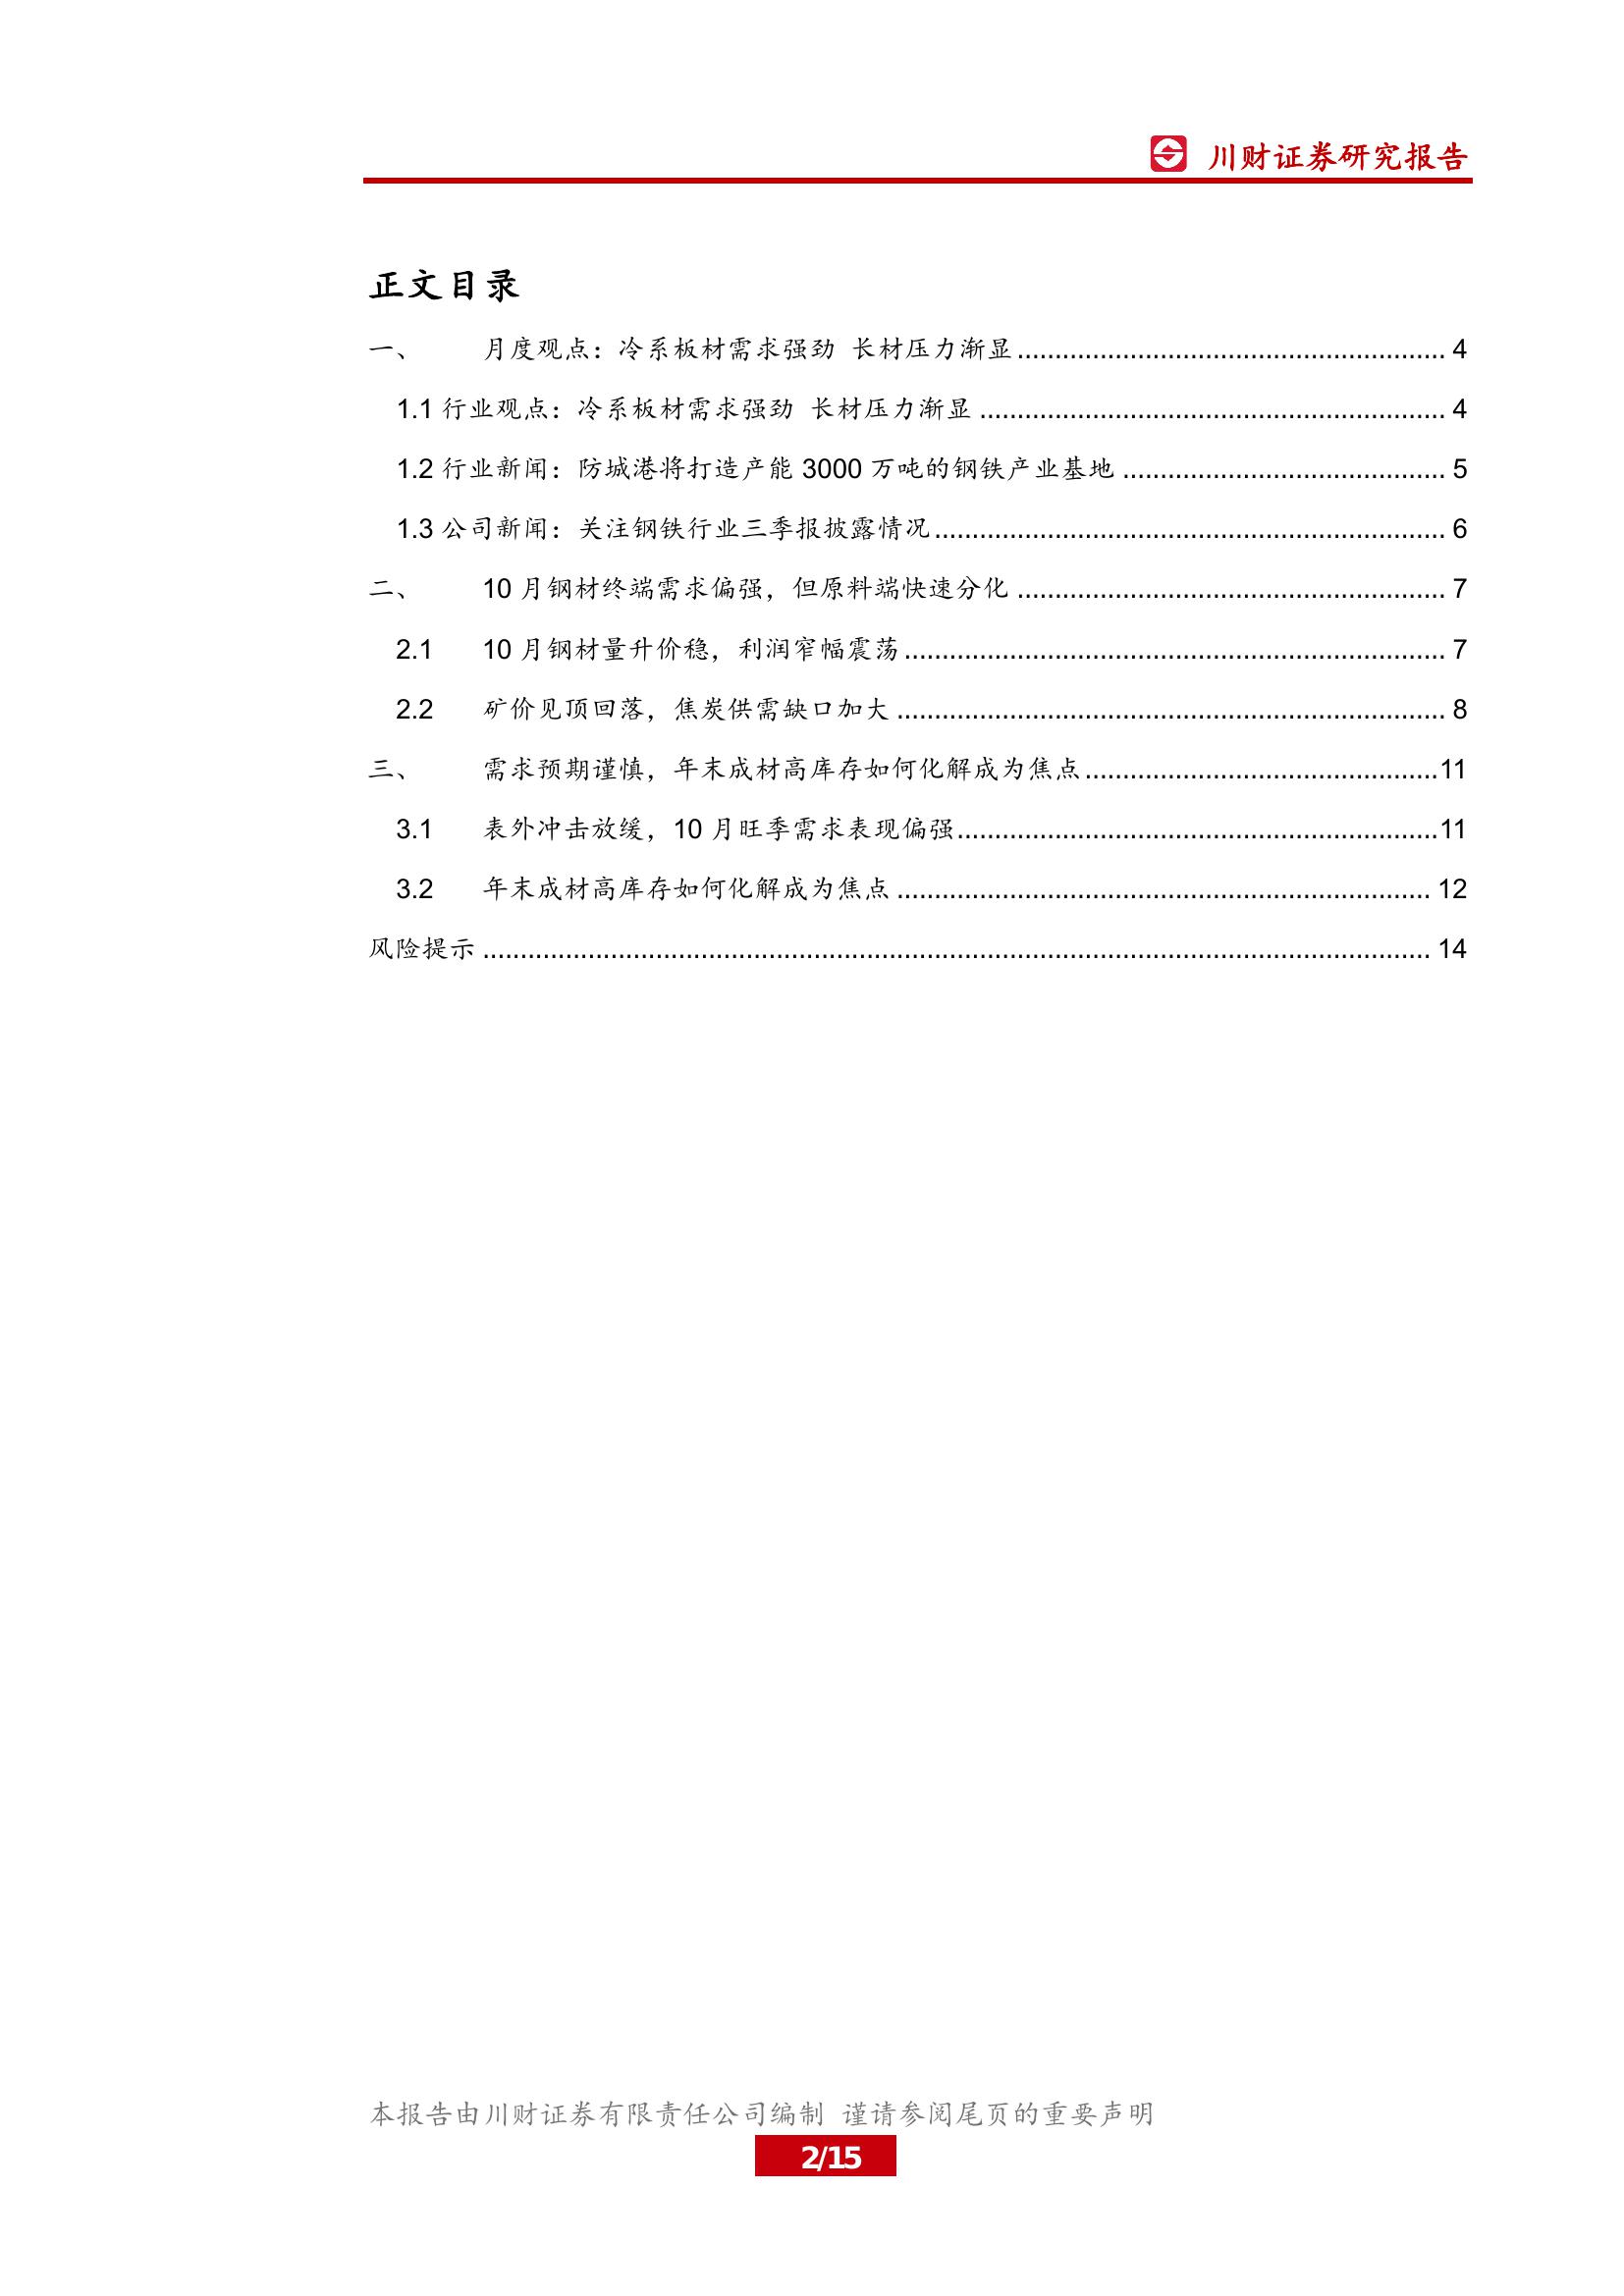 川财证券研究报告
正文目录
一、 月度观点：冷系板材需求强劲 长材压力渐显 4
1.1 行业观点：冷系板材需求强劲 长材压力渐显 4
1.2 行业新闻：防城港将打造产能 3000 万吨的钢铁产业基地 5
1.3 公司新闻：关注钢铁行业三季报披露情况 6
二、 10 月钢材终端需求偏强，但原料端快速分化 7
2.1 10 月钢材量升价稳，利润窄幅震荡 7
2.2 矿价见顶回落，焦炭供需缺口加大 8
三、 需求预期谨慎，年末成材高库存如何化解成为焦点 11
3.1 表外冲击放缓，10 月旺季需求表现偏强 11
3.2 年末成材高库存如何化解成为焦点 12
风险提示 14
本报告由川财证券有限责任公司编制 谨请参阅尾页的重要声明
2/15